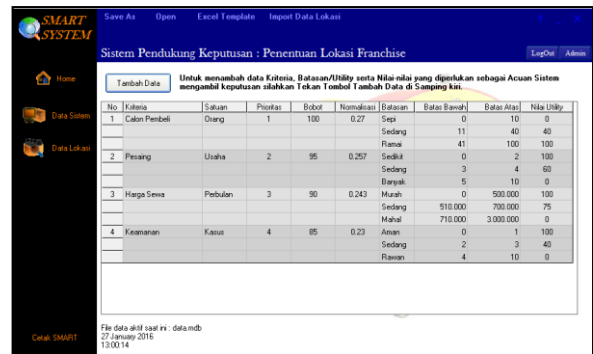 SMART SYSTEM
Save As Open Excel Template Import Data Lokasi
Sistem Pendukung Keputusan : Penentuan Lokasi Franchise
LogOut Admin
Home
Data Sistem
Data Lokasi
Cetak SMART
Tambah Data
Untuk menambah data Kriteria, Batasan/Utility serta Nilai-nilai yang diperlukan sebagai Acuan Sistem
mengambil keputusan silahkan Tekan Tombol Tambah Data di Samping kiri.
No Kriteria Satuan Prioritas Bobot Normalisasi Batasan Batas Bawah Batas Atas Nilai Utility
1 Calon Pembeli Orang 1 100 0.27 Sepi 0 10 0
Sedang 11 40 40
Ramai 41 100 100
2 Pesaing Usaha 2 95 0.257 Sedikit 0 2 100
Sedang 3 4 60
Banyak 5 10 0
3 Harga Sewa Perbulan 3 90 0.243 Murah 0 500.000 100
Sedang 510.000 700.000 75
Mahal 710.000 3.000.000 0
4 Keamanan Kasus 4 85 0.23 Aman 0 1 100
Sedang 2 3 40
Rawan 4 10 0
File data aktif saat ini : data.mdb
27 January 2016
13:00:14